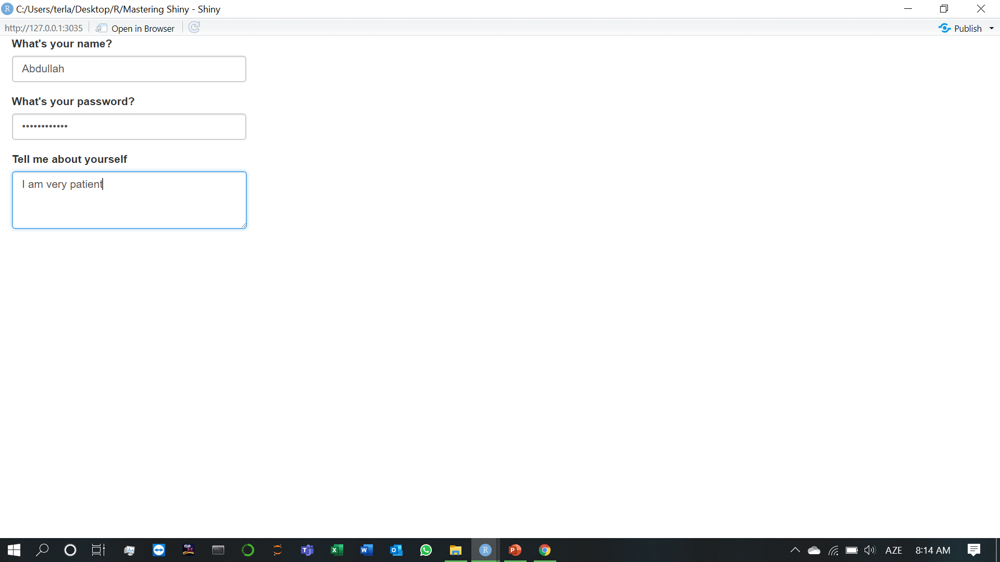 C:/Users/terla/Desktop/R/Mastering Shiny - Shiny
http://127.0.0.1:3035 Open in Browser Publish
What's your name?
Abdullah
What's your password?
••••••••••••
Tell me about yourself
I am very patient
AZE 8:14 AM